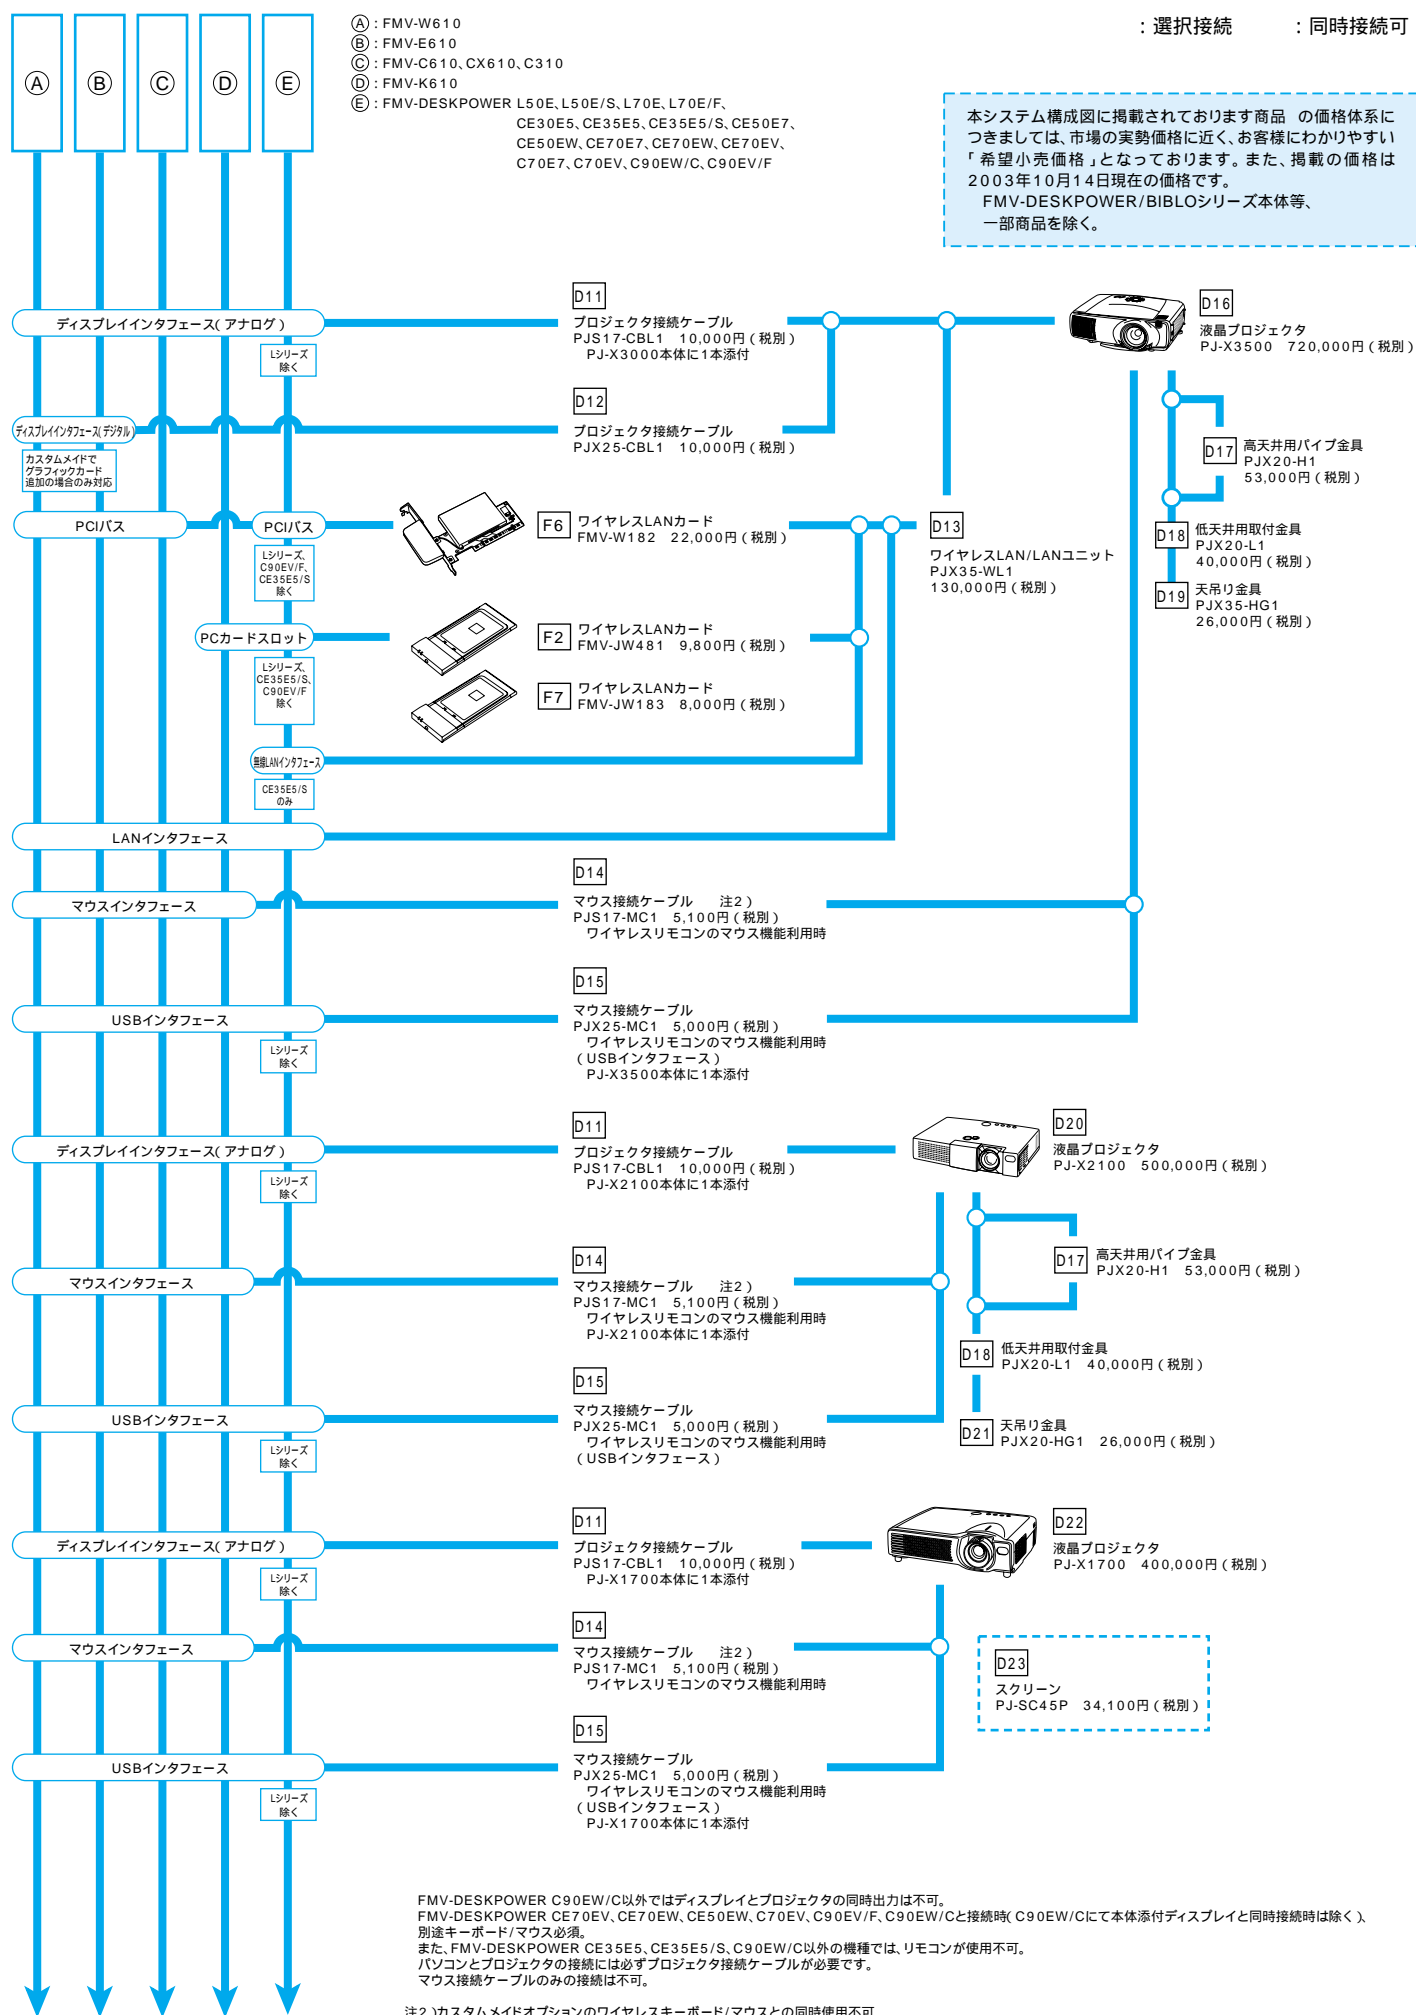 Ⓐ：FMV-W610
Ⓑ：FMV-E610
Ⓒ：FMV-C610、CX610、C310
Ⓓ：FMV-K610
Ⓔ：FMV-DESKPOWER L50E、L50E/S、L70E、L70E/F、
CE30E5、CE35E5、CE35E5/S、CE50E7、
CE50EW、CE70E7、CE70EW、CE70EV、
C70E7、C70EV、C90EW/C、C90EV/F
：選択接続　：同時接続可
Ⓐ Ⓑ Ⓒ Ⓓ Ⓔ
本システム構成図に掲載されております商品 の価格体系に
つきましては、市場の実勢価格に近く、お客様にわかりやすい
「希望小売価格」となっております。また、掲載の価格は
2003年10月14日現在の価格です。
FMV-DESKPOWER/BIBLOシリーズ本体等、
一部商品を除く。
ディスプレイインタフェース(アナログ)
Lシリーズ
除く
D11
プロジェクタ接続ケーブル
PJS17-CBL1 10,000円(税別)
PJ-X3000本体に1本添付
D16
液晶プロジェクタ
PJ-X3500 720,000円(税別)
ディスプレイインタフェース(デジタル)
カスタムメイドで
グラフィックカード
追加の場合のみ対応
D12
プロジェクタ接続ケーブル
PJX25-CBL1 10,000円(税別)
D17
高天井用パイプ金具
PJX20-H1
53,000円(税別)
D18
低天井用取付金具
PJX20-L1
40,000円(税別)
D19
天吊り金具
PJX35-HG1
26,000円(税別)
PCIバス
PCIバス
Lシリーズ、
C90EV/F、
CE35E5/S
除く
F6
ワイヤレスLANカード
FMV-W182 22,000円(税別)
D13
ワイヤレスLAN/LANユニット
PJX35-WL1
130,000円(税別)
PCカードスロット
Lシリーズ、
CE35E5/S、
C90EV/F
除く
F2
ワイヤレスLANカード
FMV-JW481 9,800円(税別)
F7
ワイヤレスLANカード
FMV-JW183 8,000円(税別)
無線LANインタフェース
CE35E5/S
のみ
LANインタフェース
マウスインタフェース
D14
マウス接続ケーブル 注2)
PJS17-MC1 5,100円(税別)
ワイヤレスリモコンのマウス機能利用時
USBインタフェース
Lシリーズ
除く
D15
マウス接続ケーブル
PJX25-MC1 5,000円(税別)
ワイヤレスリモコンのマウス機能利用時
(USBインタフェース)
PJ-X3500本体に1本添付
ディスプレイインタフェース(アナログ)
Lシリーズ
除く
D11
プロジェクタ接続ケーブル
PJS17-CBL1 10,000円(税別)
PJ-X2100本体に1本添付
D20
液晶プロジェクタ
PJ-X2100 500,000円(税別)
マウスインタフェース
D14
マウス接続ケーブル 注2)
PJS17-MC1 5,100円(税別)
ワイヤレスリモコンのマウス機能利用時
PJ-X2100本体に1本添付
D17
高天井用パイプ金具
PJX20-H1 53,000円(税別)
D18
低天井用取付金具
PJX20-L1 40,000円(税別)
D21
天吊り金具
PJX20-HG1 26,000円(税別)
USBインタフェース
Lシリーズ
除く
D15
マウス接続ケーブル
PJX25-MC1 5,000円(税別)
ワイヤレスリモコンのマウス機能利用時
(USBインタフェース)
ディスプレイインタフェース(アナログ)
Lシリーズ
除く
D11
プロジェクタ接続ケーブル
PJS17-CBL1 10,000円(税別)
PJ-X1700本体に1本添付
D22
液晶プロジェクタ
PJ-X1700 400,000円(税別)
マウスインタフェース
D14
マウス接続ケーブル 注2)
PJS17-MC1 5,100円(税別)
ワイヤレスリモコンのマウス機能利用時
D23
スクリーン
PJ-SC45P 34,100円(税別)
USBインタフェース
Lシリーズ
除く
D15
マウス接続ケーブル
PJX25-MC1 5,000円(税別)
ワイヤレスリモコンのマウス機能利用時
(USBインタフェース)
PJ-X1700本体に1本添付
FMV-DESKPOWER C90EW/C以外ではディスプレイとプロジェクタの同時出力は不可。
FMV-DESKPOWER CE70EV、CE70EW、CE50EW、C70EV、C90EV/F、C90EW/Cと接続時(C90EW/Cにて本体添付ディスプレイと同時接続時は除く)、
別途キーボード/マウス必須。
また、FMV-DESKPOWER CE35E5、CE35E5/S、C90EW/C以外の機種では、リモコンが使用不可。
パソコンとプロジェクタの接続には必ずプロジェクタ接続ケーブルが必要です。
マウス接続ケーブルのみの接続は不可。
注2)カスタムメイドオプションのワイヤレスキーボード/マウスとの同時使用不可